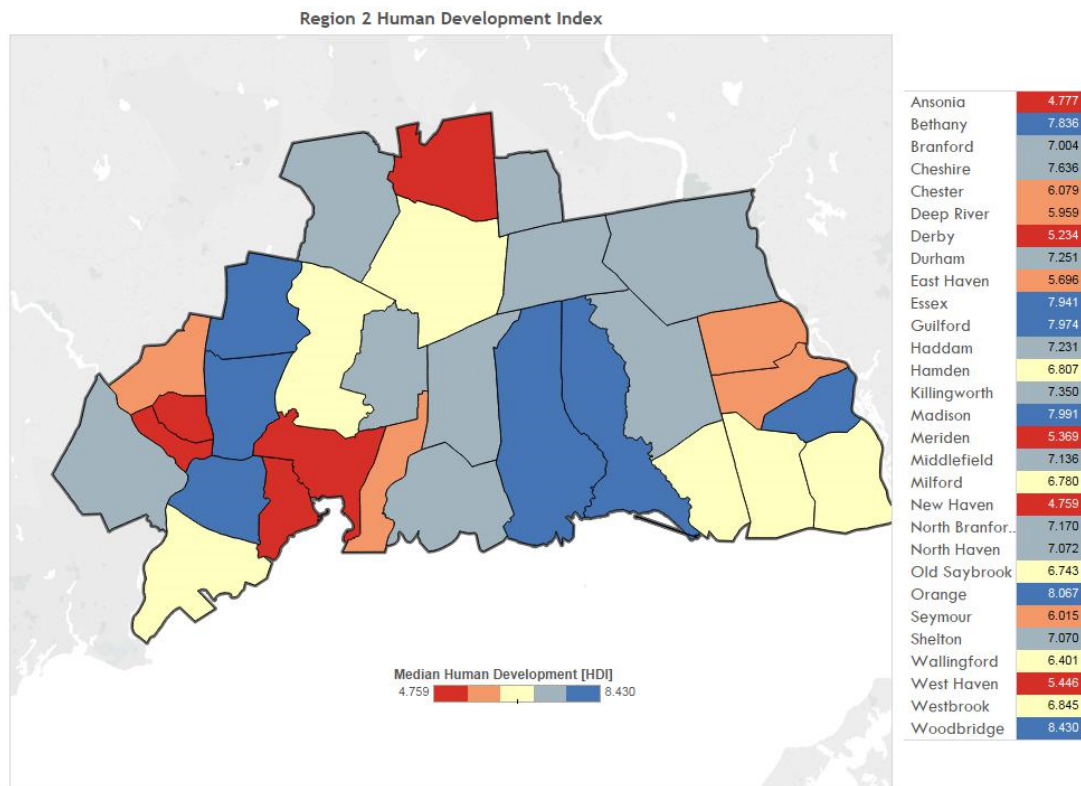 Region 2 Human Development Index
Ansonia 4.777
Bethany 7.836
Branford 7.004
Cheshire 7.636
Chester 6.079
Deep River 5.959
Derby 5.234
Durham 7.251
East Haven 5.696
Essex 7.941
Guilford 7.974
Haddam 7.231
Hamden 6.807
Killingworth 7.350
Madison 7.991
Meriden 5.369
Middlefield 7.136
Milford 6.780
New Haven 4.759
North Branfor.. 7.170
North Haven 7.072
Old Saybrook 6.743
Orange 8.067
Seymour 6.015
Shelton 7.070
Wallingford 6.401
West Haven 5.446
Westbrook 6.845
Woodbridge 8.430
Median Human Development [HDI]
4.759 8.430